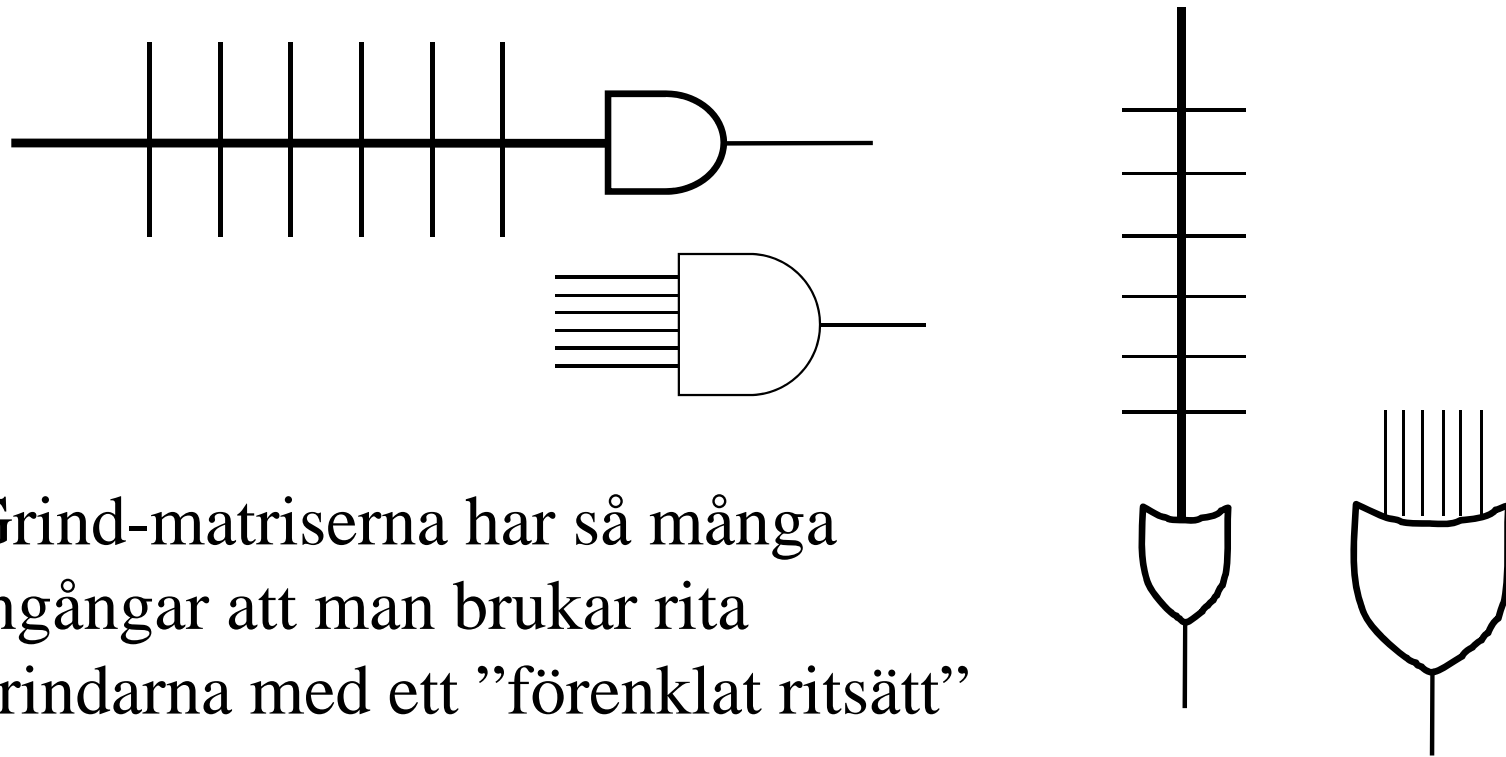 Grind-matriserna har så många
ngångar att man brukar rita
rindarna med ett ”förenklat ritsätt”